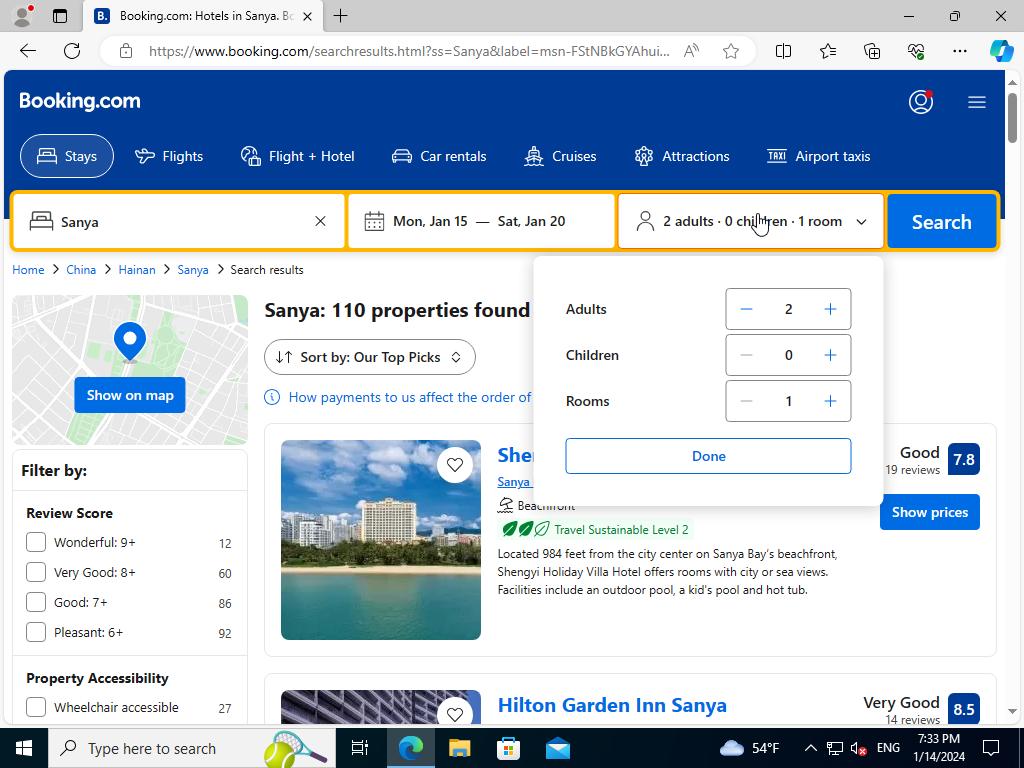 Booking.com: Hotels in Sanya. Bo
https://www.booking.com/searchresults.html?ss=Sanya&label=msn-FStNBkGYAhui...
Booking.com
Stays
Flights
Flight + Hotel
Car rentals
Cruises
Attractions
TAXI
Airport taxis
Sanya
Mon, Jan 15 — Sat, Jan 20
2 adults · 0 children · 1 room
Search
Home > China > Hainan > Sanya > Search results
Show on map
Sanya: 110 properties found
Sort by: Our Top Picks
How payments to us affect the order of
Adults
2
Children
0
Rooms
1
Done
Filter by:
Review Score
Wonderful: 9+ 12
Very Good: 8+ 60
Good: 7+ 86
Pleasant: 6+ 92
Property Accessibility
Wheelchair accessible 27
She
Sanya
Beachfront
Travel Sustainable Level 2
Located 984 feet from the city center on Sanya Bay's beachfront,
Shengyi Holiday Villa Hotel offers rooms with city or sea views.
Facilities include an outdoor pool, a kid's pool and hot tub.
Good
19 reviews
7.8
Show prices
Hilton Garden Inn Sanya
Very Good
14 reviews
8.5
Type here to search
54°F
ENG
7:33 PM
1/14/2024